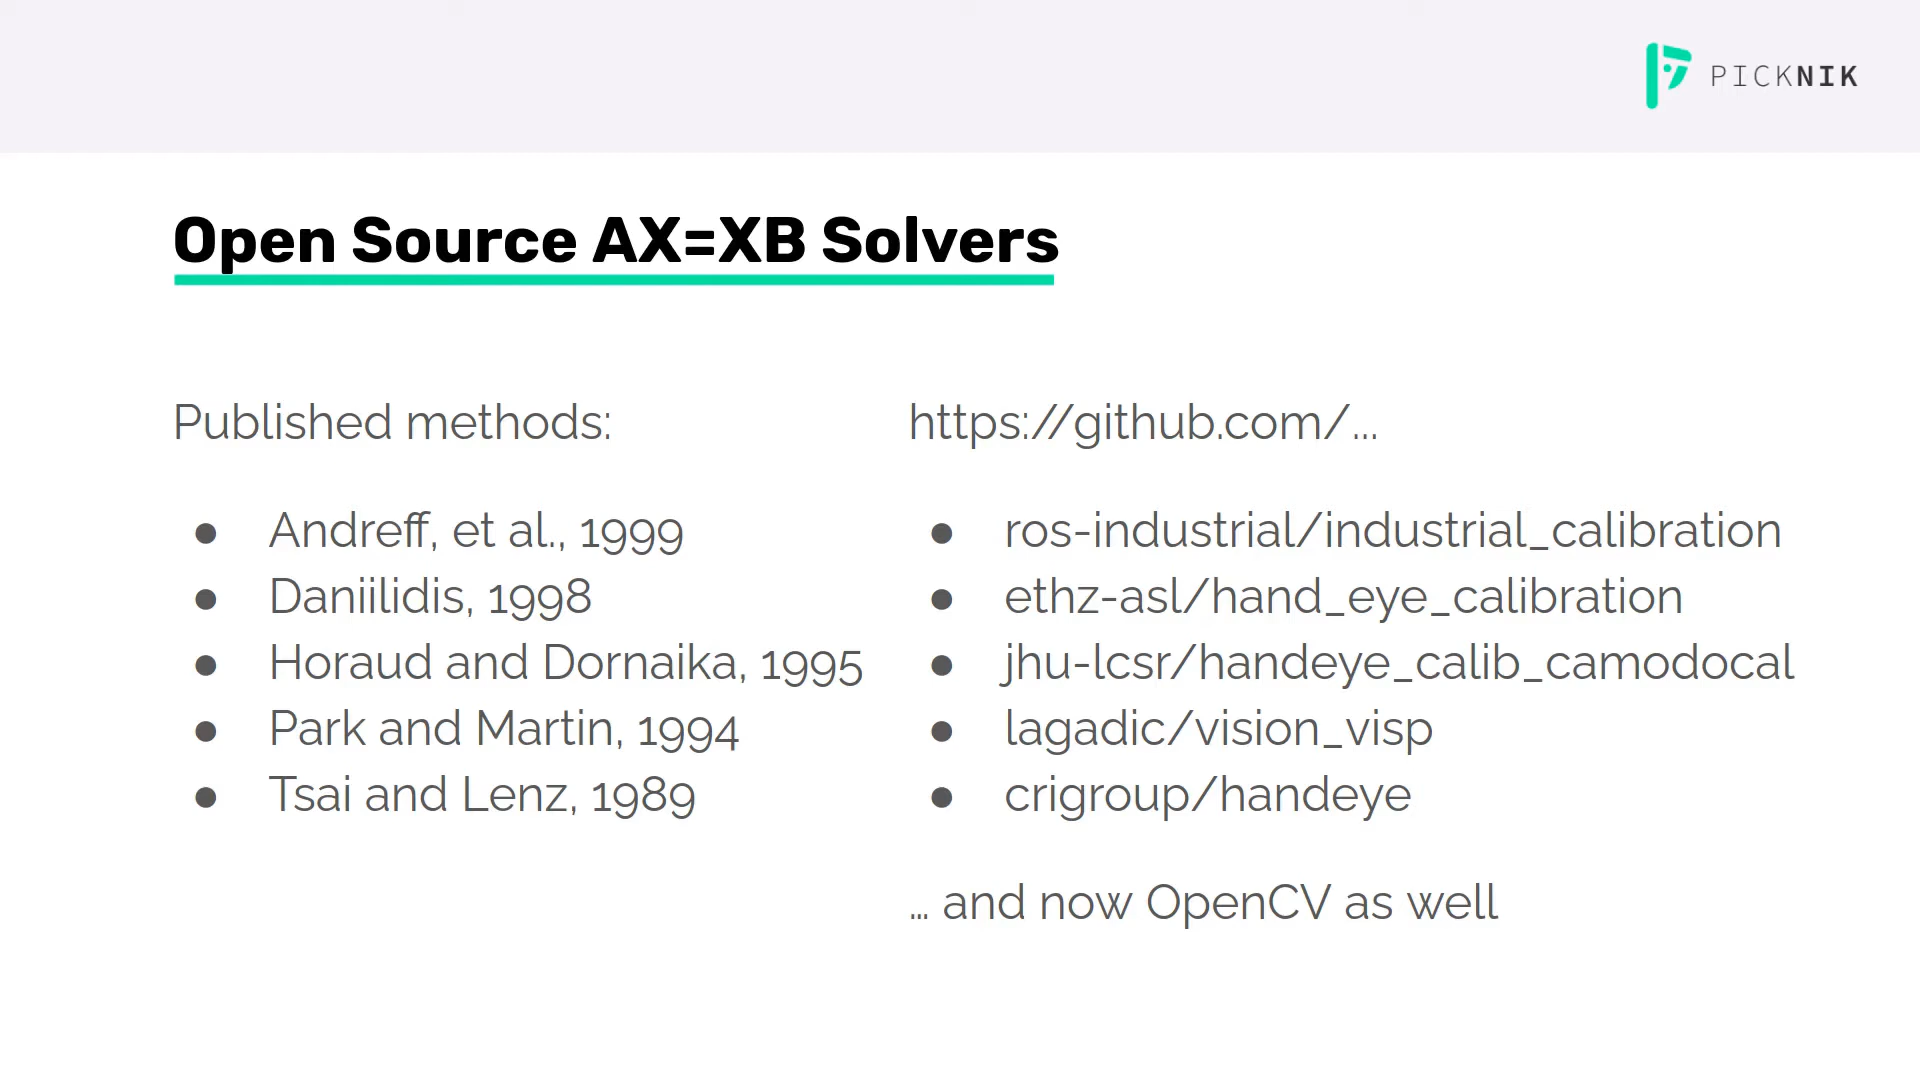 PICKNIK
Open Source AX=XB Solvers
Published methods:
● Andreff, et al., 1999
● Daniilidis, 1998
● Horaud and Dornaika, 1995
● Park and Martin, 1994
● Tsai and Lenz, 1989
https://github.com/...
● ros-industrial/industrial_calibration
● ethz-asl/hand_eye_calibration
● jhu-lcsr/handeye_calib_camodocal
● lagadic/vision_visp
● crigroup/handeye
... and now OpenCV as well